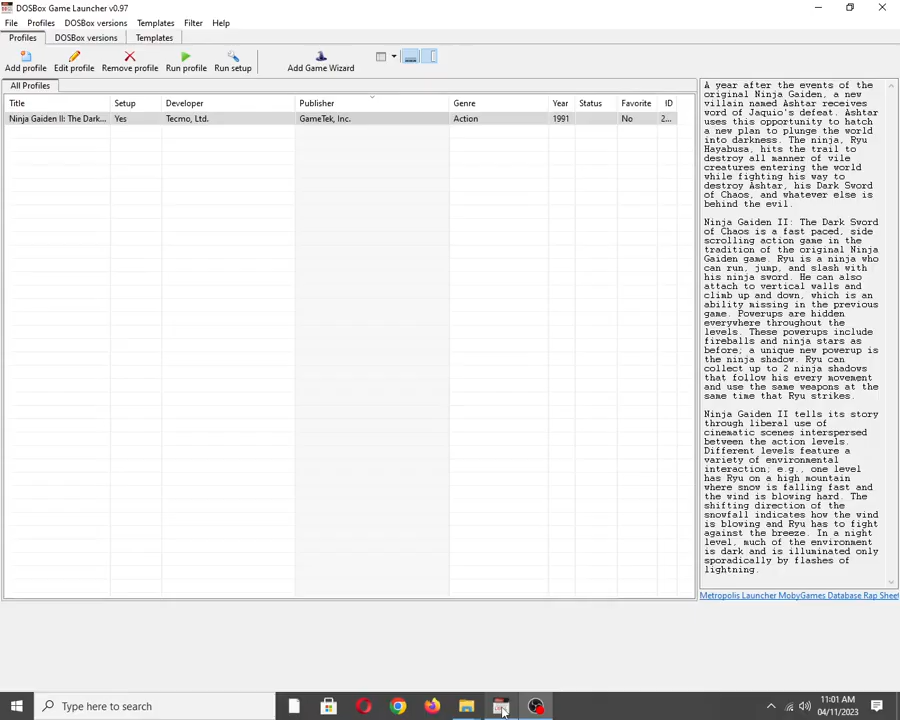 DOSBox Game Launcher v0.97
File Profiles DOSBox versions Templates Filter Help
Profiles DOSBox versions Templates
Add profile Edit profile Remove profile Run profile Run setup Add Game Wizard
All Profiles
Title Setup Developer Publisher Genre Year Status Favorite ID
Ninja Gaiden II: The Dark... Yes Tecmo, Ltd. GameTek, Inc. Action 1991 No 2...
A year after the events of the
original Ninja Gaiden, a new
villain named Ashtar receives
word of Jaquio's defeat. Ashtar
uses this opportunity to hatch
a new plan to plunge the world
into darkness. The ninja, Ryu
Hayabusa, hits the trail to
destroy all manner of vile
creatures entering the world
while fighting his way to
destroy Ashtar, his Dark Sword
of Chaos, and whatever else is
behind the evil.
Ninja Gaiden II: The Dark Sword
of Chaos is a fast paced, side
scrolling action game in the
tradition of the original Ninja
Gaiden game. Ryu is a ninja who
can run, jump, and slash with
his ninja sword. He can also
attach to vertical walls and
climb up and down, which is an
ability missing in the previous
game. Powerups are hidden
everywhere throughout the
levels. These powerups include
fireballs and ninja stars as
before; a unique new powerup is
the ninja shadow. Ryu can
collect up to 2 ninja shadows
that follow his every movement
and use the same weapons at the
same time that Ryu strikes.
Ninja Gaiden II tells its story
through liberal use of
cinematic scenes interspersed
between the action levels.
Different levels feature a
variety of environmental
interaction; e.g., one level
has Ryu on a high mountain
where snow is falling fast and
the wind is blowing hard. The
shifting direction of the
snowfall indicates how the wind
is blowing and Ryu has to fight
against the breeze. In a night
level, much of the environment
is dark and is illuminated only
sporadically by flashes of
lightning.
Metropolis Launcher MobyGames Database Rap Sheet
Type here to search
11:01 AM
04/11/2023